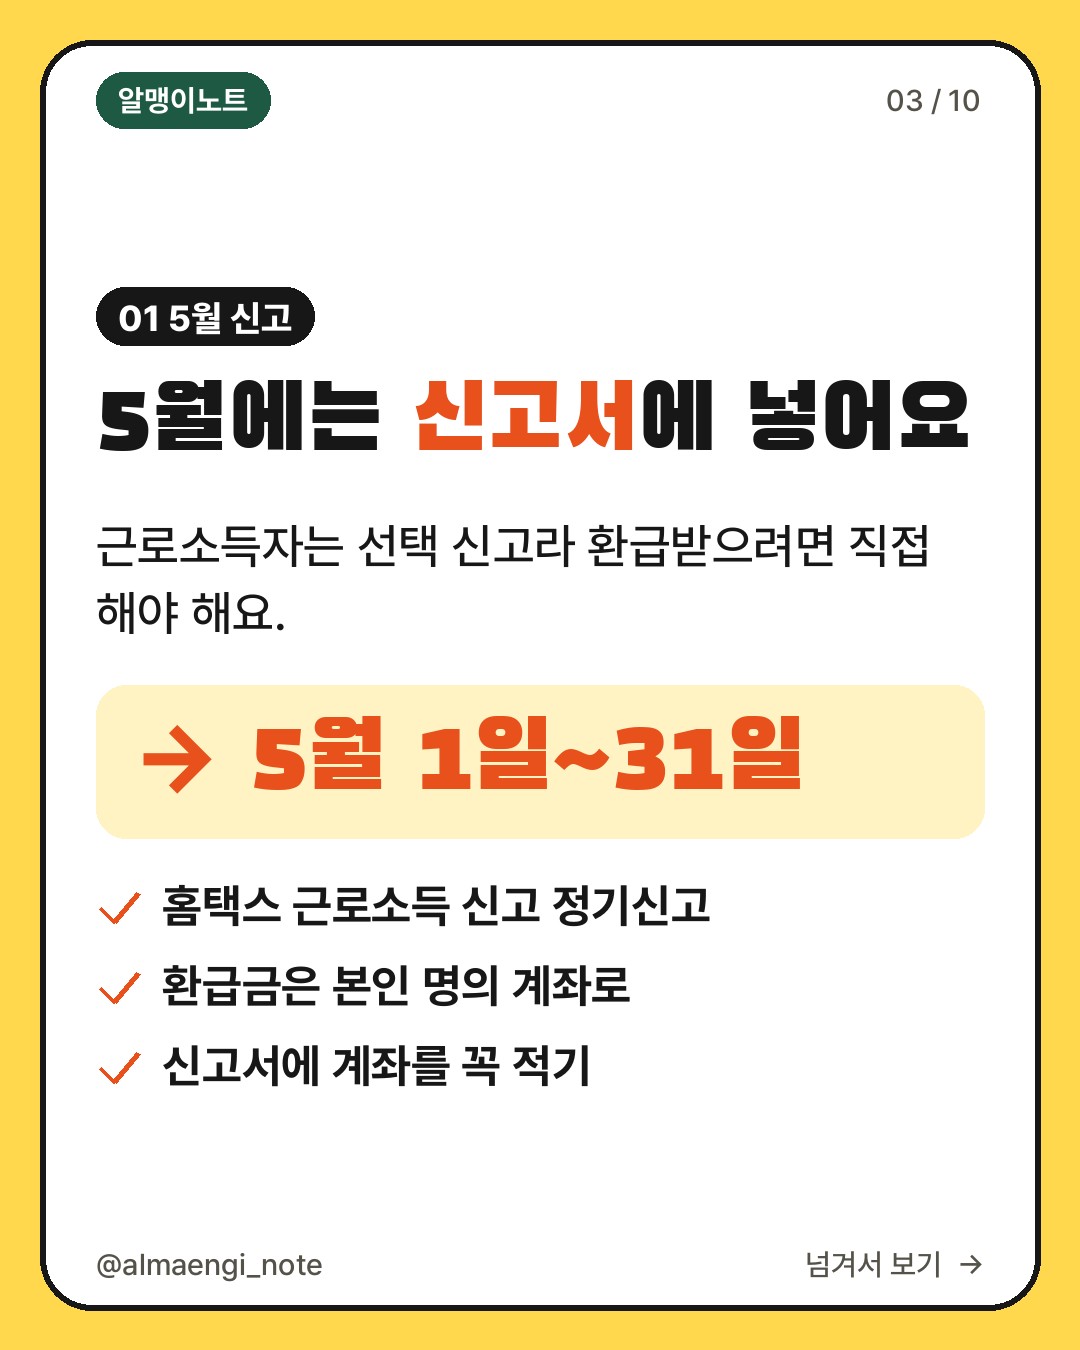 알맹이노트
03 / 10
01 5월 신고
5월에는 신고서에 넣어요
근로소득자는 선택 신고라 환급받으려면 직접
해야 해요.
→ 5월 1일~31일
✓ 홈택스 근로소득 신고 정기신고
✓ 환급금은 본인 명의 계좌로
✓ 신고서에 계좌를 꼭 적기
@almaengi_note
넘겨서 보기 →